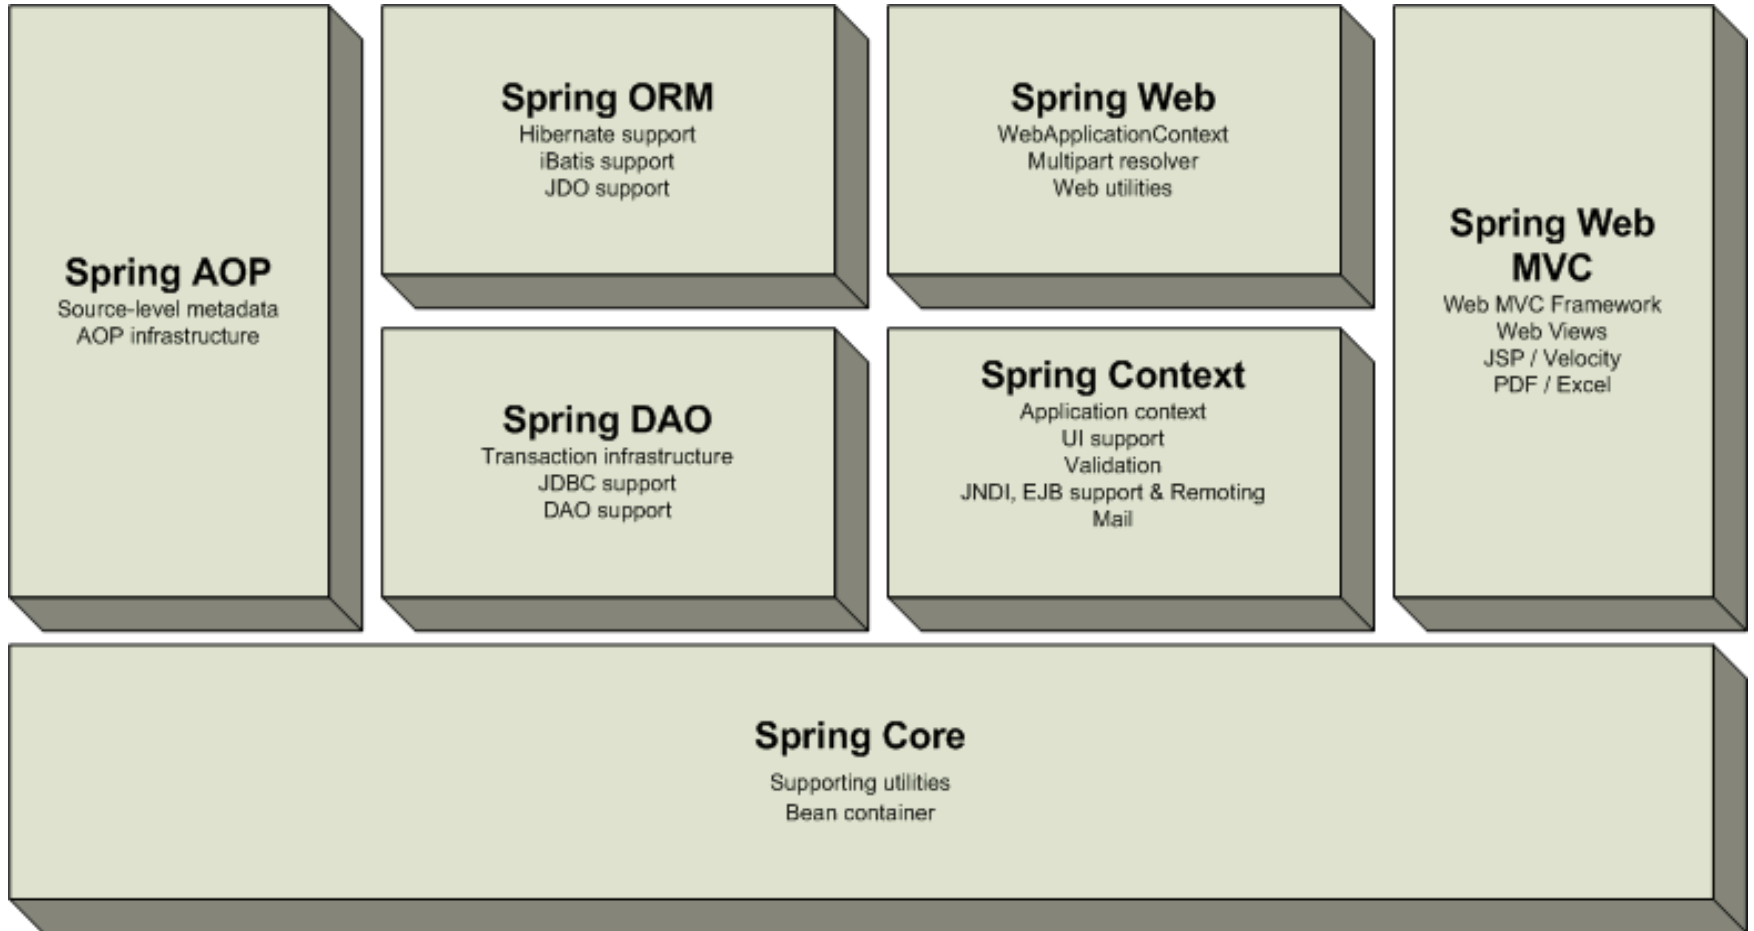 Spring AOP
Source-level metadata
AOP infrastructure
Spring ORM
Hibernate support
iBatis support
JDO support
Spring DAO
Transaction infrastructure
JDBC support
DAO support
Spring Web
WebApplicationContext
Multipart resolver
Web utilities
Spring Context
Application context
UI support
Validation
JNDI, EJB support & Remoting
Mail
Spring Web
MVC
Web MVC Framework
Web Views
JSP / Velocity
PDF / Excel
Spring Core
Supporting utilities
Bean container